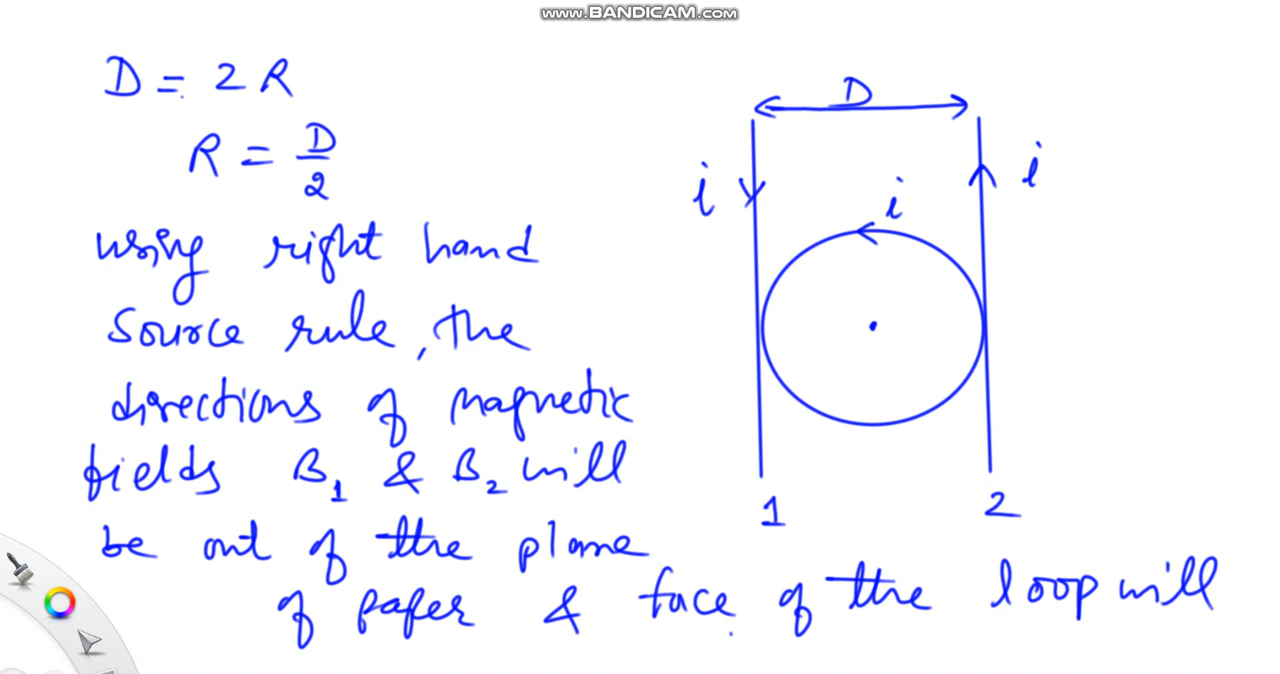 www.BANDICAM.com
D = 2 R
R = D/2
using right hand
source rule, the
directions of magnetic
fields B₁ & B₂ will
be out of the plane
of paper & face of the loop will
D
i
i
i
1
2